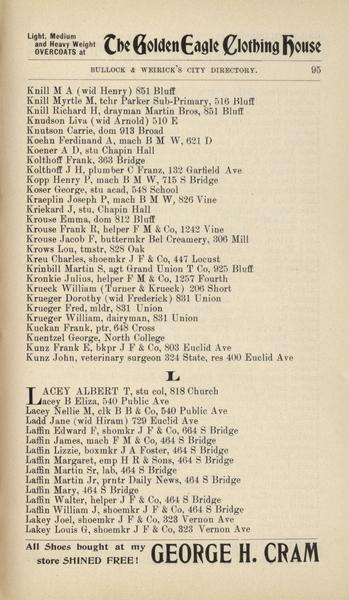 Light, Medium
and Heavy Weight
OVERCOATS at
The Golden Eagle Clothing House
BULLOCK & WEIRICK'S CITY DIRECTORY. 95
Knill M A (wid Henry) 851 Bluff
Knill Myrtle M, tchr Parker Sub-Primary, 516 Bluff
Knill Richard H, drayman Martin Bros, 851 Bluff
Knudson Liva (wid Arnold) 510 E
Knutson Carrie, dom 913 Broad
Koehn Ferdinand A, mach B M W, 621 D
Koener A D, stu Chapin Hall
Kolthoff Frank, 363 Bridge
Kolthoff J H, plumber C Franz, 132 Garfield Ave
Kopp Henry P, mach B M W, 715 S Bridge
Koser George, stu acad, 548 School
Kraeplin Joseph P, mach B M W, 826 Vine
Kriekard J, stu, Chapin Hall
Krouse Emma, dom 812 Bluff
Krouse Frank R, helper F M & Co, 1242 Vine
Krouse Jacob F, buttermkr Bel Creamery, 306 Mill
Krows Lou, tmstr, 828 Oak
Kreu Charles, shoemkr J F & Co, 447 Locust
Krinbill Martin S, agt Grand Union T Co, 925 Bluff
Kronkie Julius, helper F M & Co, 1257 Fourth
Krueck William (Turner & Krueck) 206 Short
Krueger Dorothy (wid Frederick) 831 Union
Krueger Fred, mldr, 831 Union
Krueger William, dairyman, 831 Union
Kuckan Frank, ptr, 648 Cross
Kuentzel George, North College
Kunz Frank E, bkpr J F & Co, 803 Euclid Ave
Kunz John, veterinary surgeon 324 State, res 400 Euclid Ave
L
LACEY ALBERT T, stu col, 818 Church
Lacey B Eliza, 540 Public Ave
Lacey Nellie M, clk B B & Co, 540 Public Ave
Ladd Jane (wid Hiram) 729 Euclid Ave
Laffin Edward F, shomkr J F & Co, 664 S Bridge
Laffin James, mach F M & Co, 464 S Bridge
Laffin Lizzie, boxmkr J A Foster, 464 S Bridge
Laffin Margaret, emp H R & Sons, 464 S Bridge
Laffin Martin Sr, lab, 464 S Bridge
Laffin Martin Jr, prntr Daily News, 464 S Bridge
Laffin Mary, 464 S Bridge
Laffin Walter, helper J F & Co, 464 S Bridge
Laffin William J, shoemkr J F & Co, 464 S Bridge
Lakey Joel, shoemkr J F & Co, 323 Vernon Ave
Lakey Louis G, shoemkr J F & Co, 323 Vernon Ave
All Shoes bought at my
store SHINED FREE!
GEORGE H. CRAM